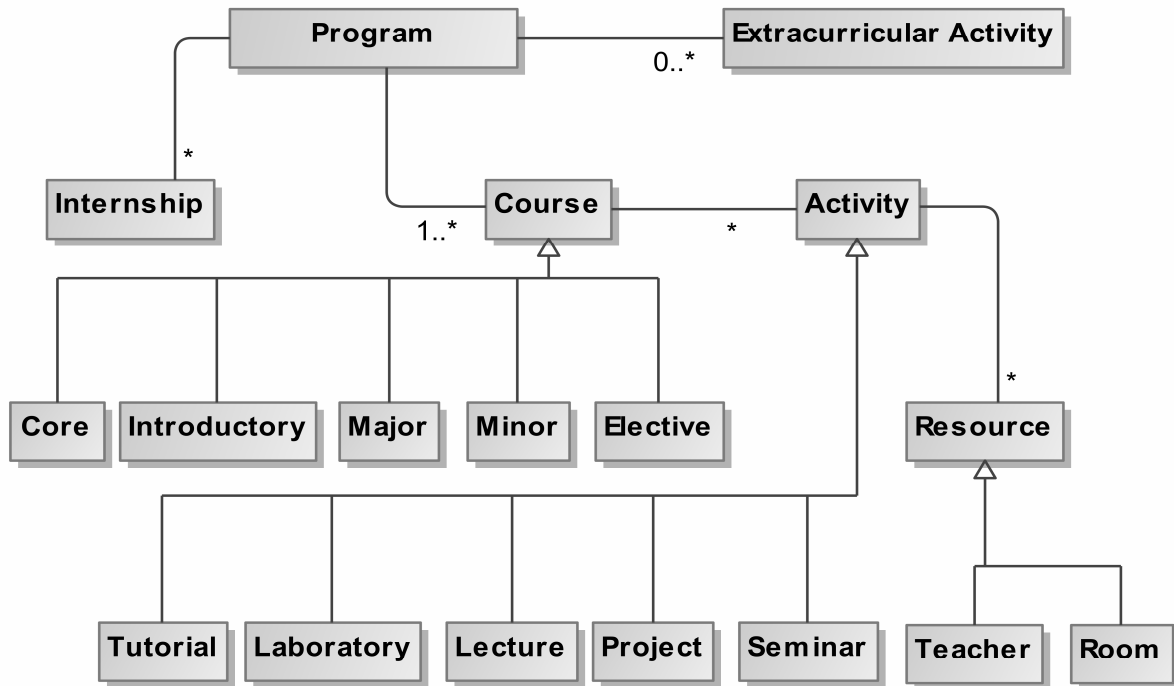 Program
Extracurricular Activity
0..*
*
Internship
Course
Activity
1..*
*
*
Core
Introductory
Major
Minor
Elective
Resource
Tutorial
Laboratory
Lecture
Project
Seminar
Teacher
Room